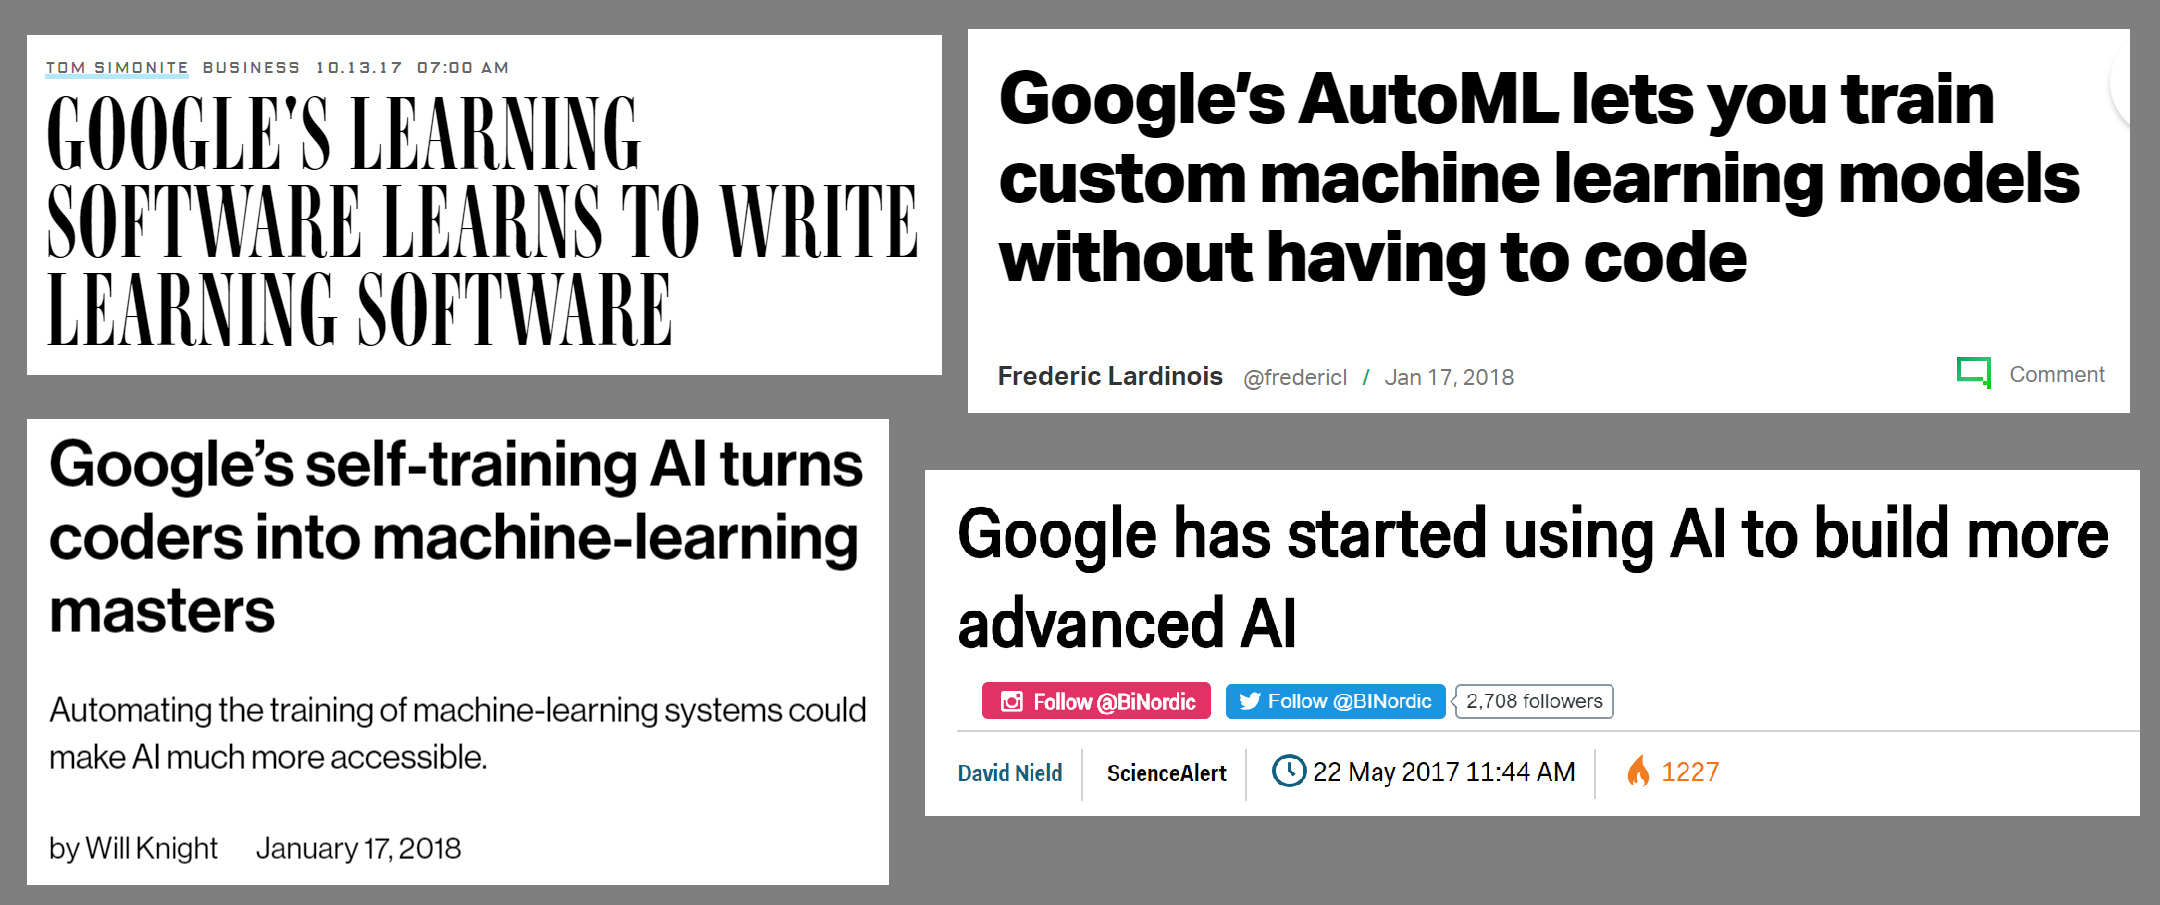 TOM SIMONITE BUSINESS 10.13.17 07:00 AM
GOOGLE'S LEARNING
SOFTWARE LEARNS TO WRITE
LEARNING SOFTWARE
Google’s AutoML lets you train
custom machine learning models
without having to code
Frederic Lardinois @fredericl / Jan 17, 2018
Comment
Google’s self-training AI turns
coders into machine-learning
masters
Automating the training of machine-learning systems could
make AI much more accessible.
by Will Knight January 17, 2018
Google has started using AI to build more
advanced AI
Follow @BiNordic Follow @BINordic 2,708 followers
David Nield ScienceAlert 22 May 2017 11:44 AM 1227